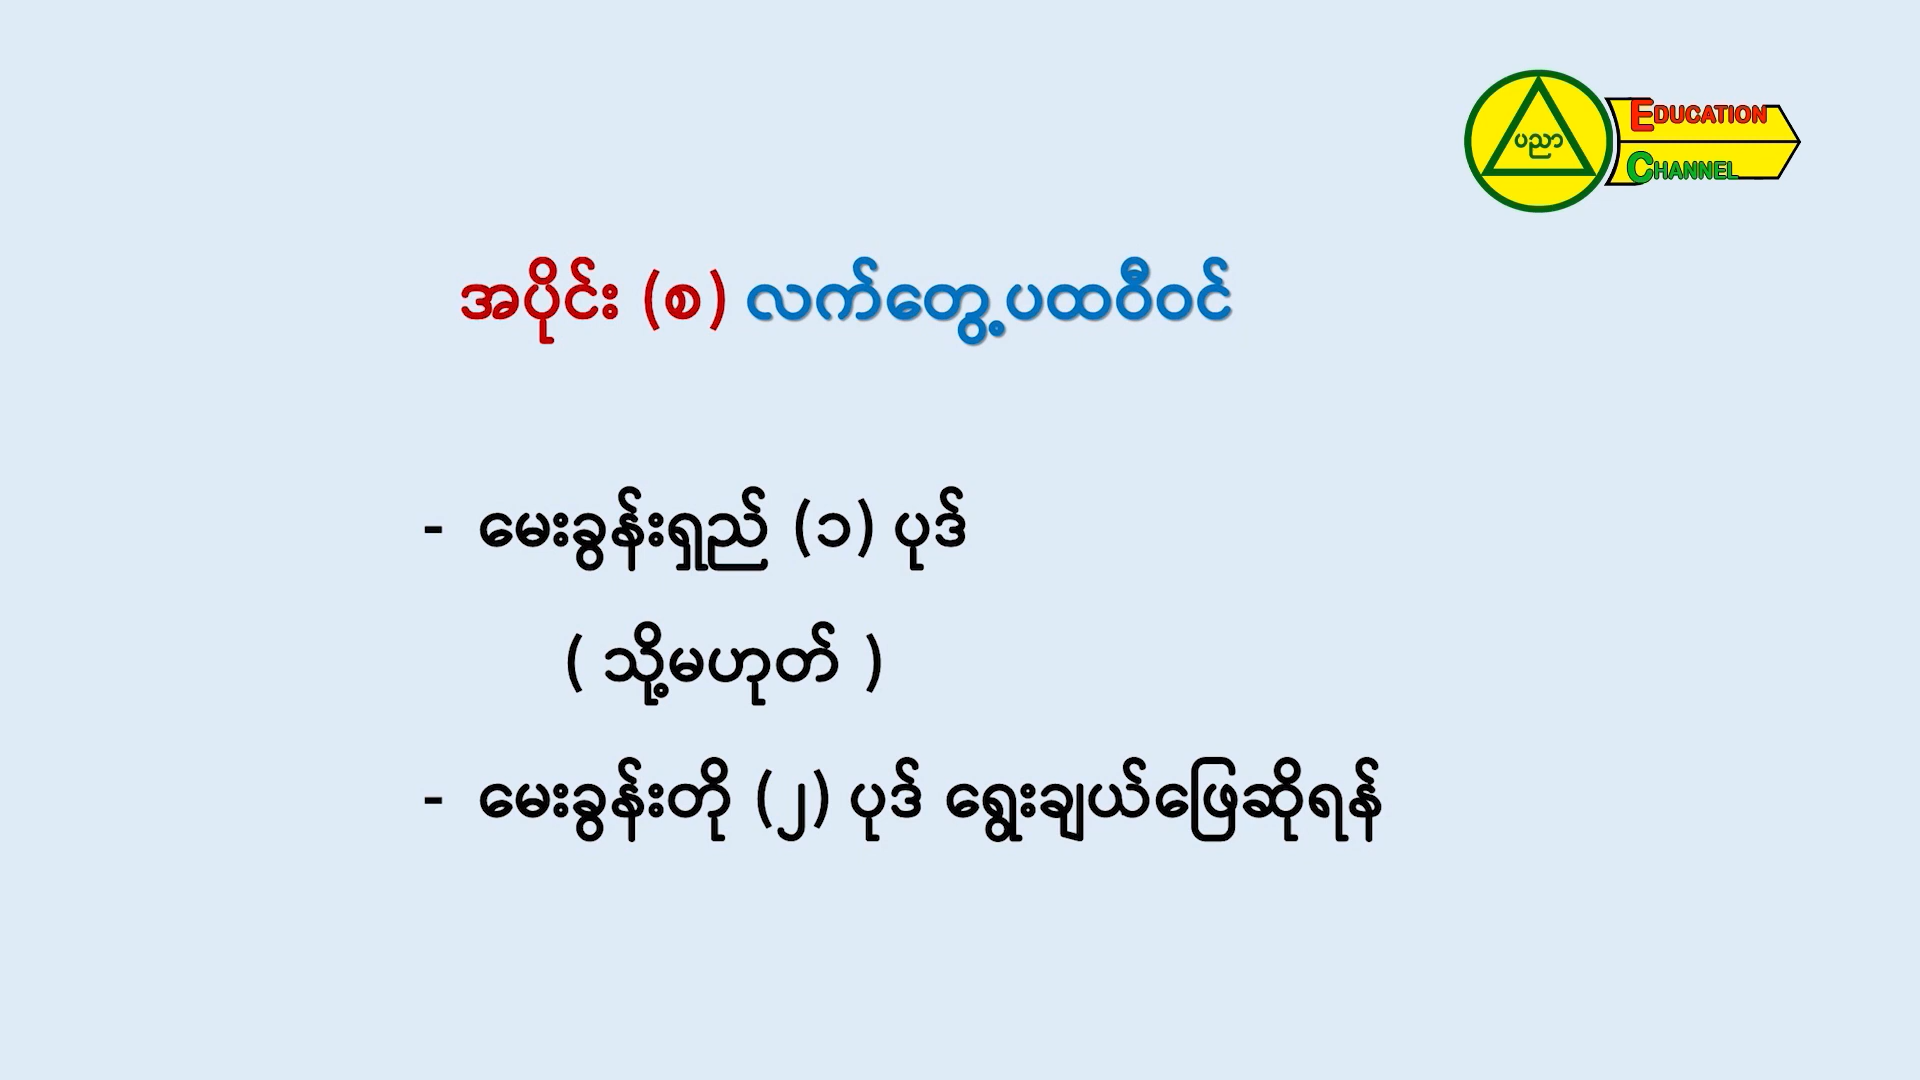 ပညာ
EDUCATION
CHANNEL
အပိုင်း (စ) လက်တွေ့ပထဝီဝင်
- မေးခွန်းရှည် (၁) ပုဒ်
( သို့မဟုတ် )
- မေးခွန်းတို (၂) ပုဒ် ရွေးချယ်ဖြေဆိုရန်